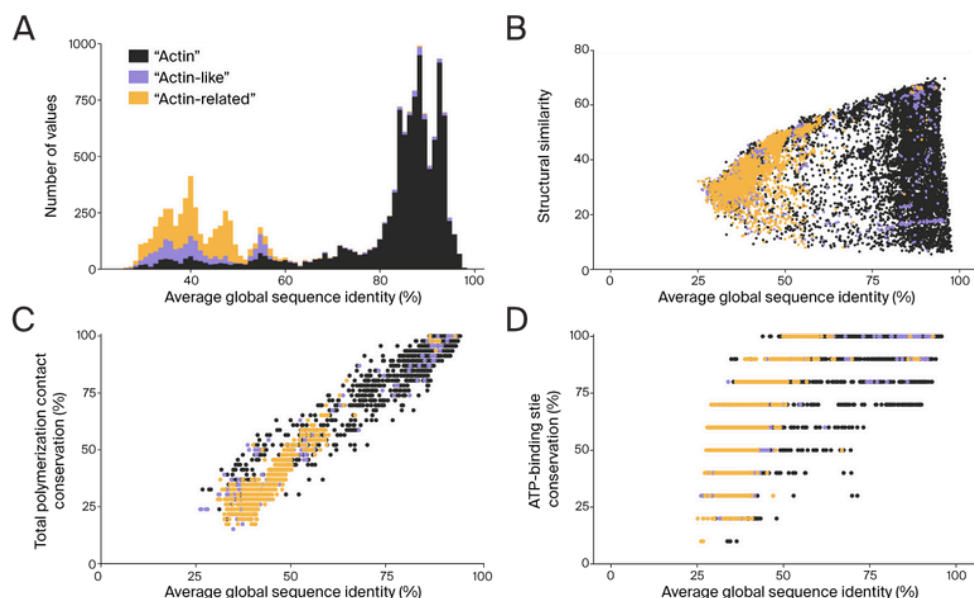 A
"Actin"
"Actin-like"
"Actin-related"
Number of values
1000
750
500
250
0
40
60
80
100
Average global sequence identity (%)
B
Structural similarity
80
60
40
20
0
0
25
50
75
100
Average global sequence identity (%)
C
Total polymerization contact
conservation (%)
100
75
50
25
0
0
50
75
100
Average global sequence identity (%)
D
ATP-binding stie
conservation (%)
100
75
50
25
0
0
25
50
75
100
Average global sequence identity (%)